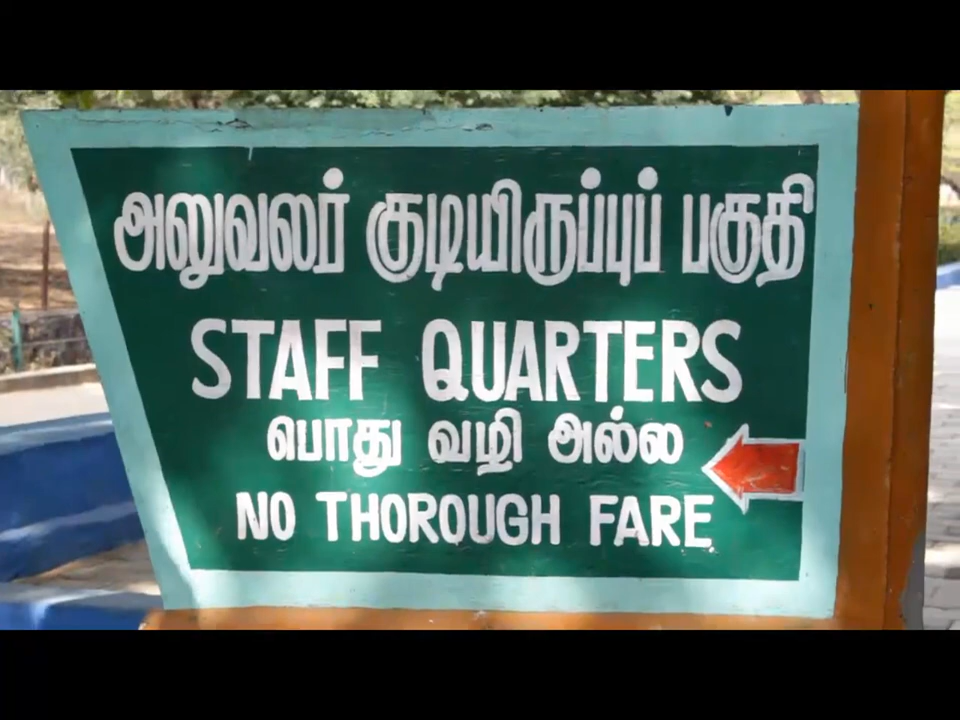 அலுவலர் குடியிருப்புப் பகுதி
STAFF QUARTERS
பொது வழி அல்ல
NO THOROUGH FARE